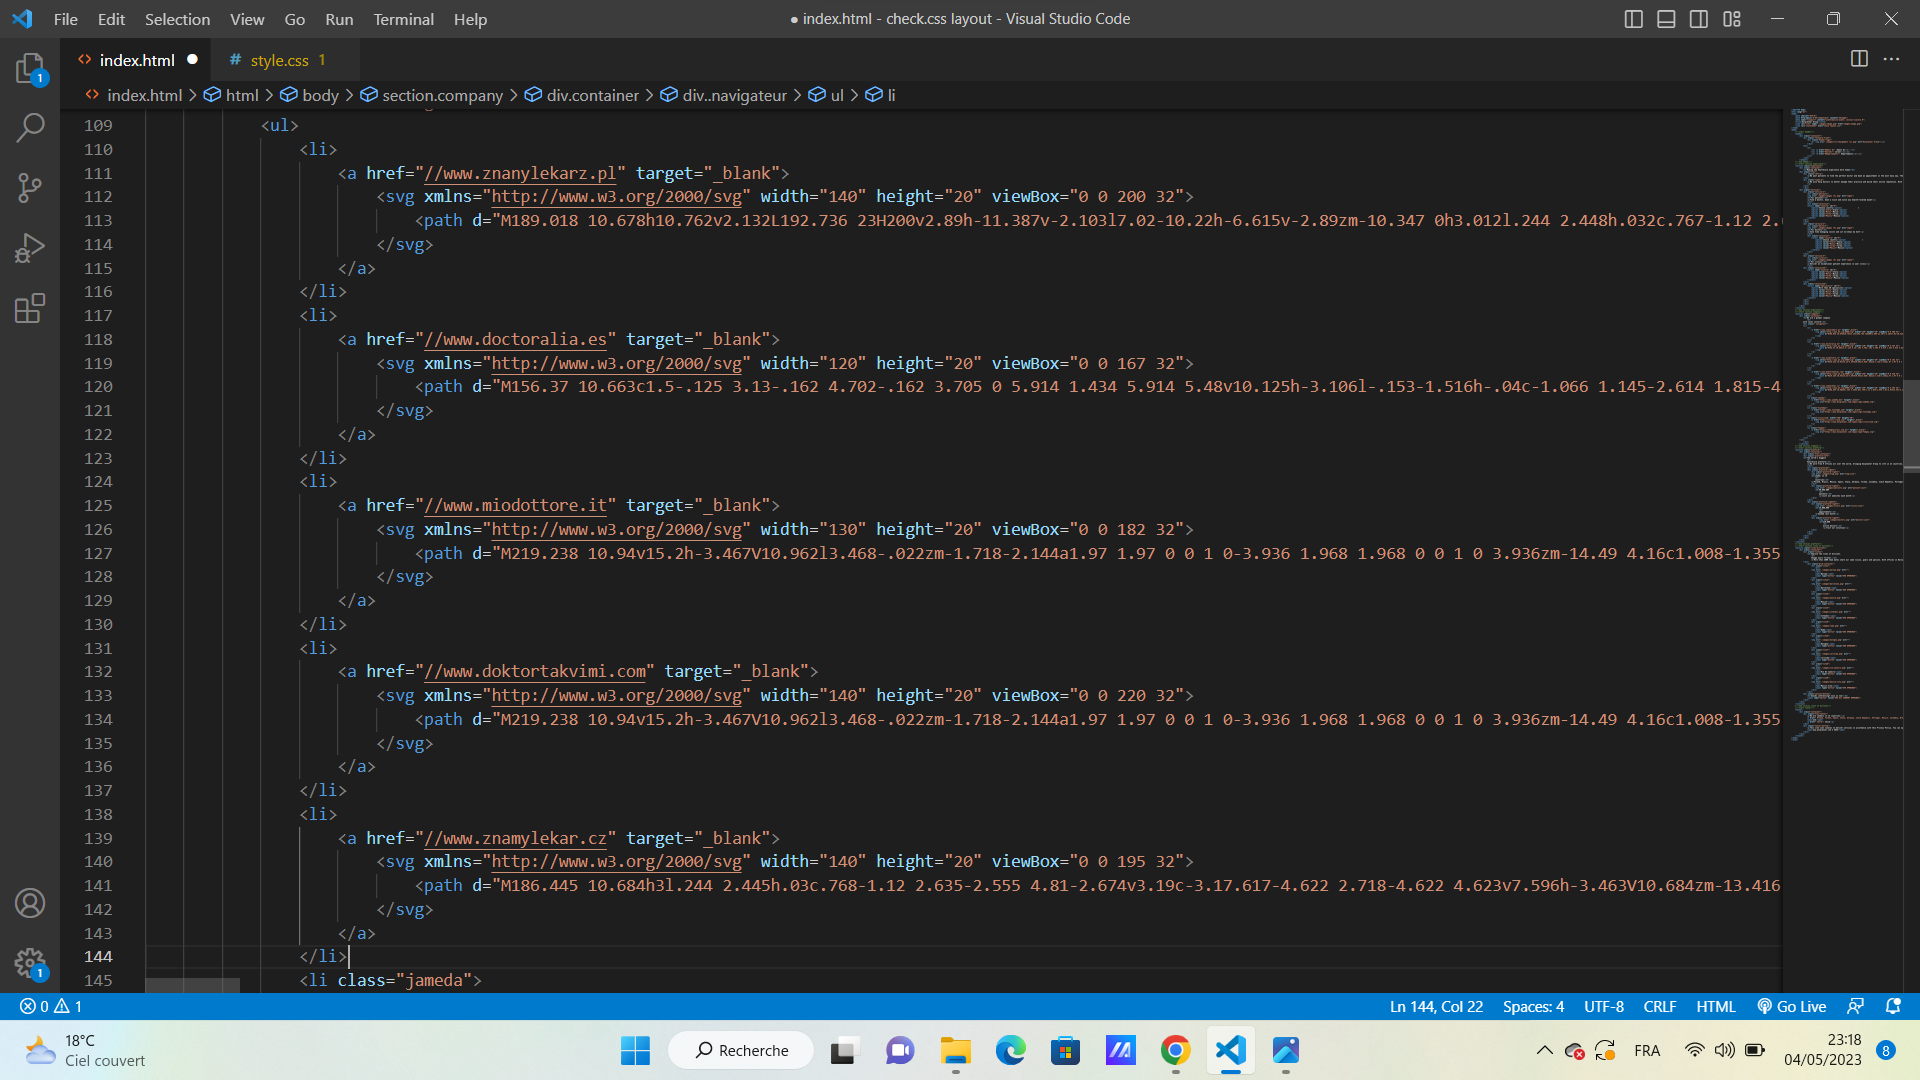 File Edit Selection View Go Run Terminal Help
● index.html - check.css layout - Visual Studio Code
index.html
# style.css 1
index.html > html > body > section.company > div.container > div..navigateur > ul > li
109 <ul>
110 <li>
111 <a href="//www.znanylekarz.pl" target="_blank">
112 <svg xmlns="http://www.w3.org/2000/svg" width="140" height="20" viewBox="0 0 200 32">
113 <path d="M189.018 10.678h10.762v2.132L192.736 23H200v2.89h-11.387v-2.103l7.02-10.22h-6.615v-2.89zm-10.347 0h3.012l.244 2.448h.032c.767-1.12 2.
114 </svg>
115 </a>
116 </li>
117 <li>
118 <a href="//www.doctoralia.es" target="_blank">
119 <svg xmlns="http://www.w3.org/2000/svg" width="120" height="20" viewBox="0 0 167 32">
120 <path d="M156.37 10.663c1.5-.125 3.13-.162 4.702-.162 3.705 0 5.914 1.434 5.914 5.48v10.125h-3.106l-.153-1.516h-.04c-1.066 1.145-2.614 1.815-4
121 </svg>
122 </a>
123 </li>
124 <li>
125 <a href="//www.miodottore.it" target="_blank">
126 <svg xmlns="http://www.w3.org/2000/svg" width="130" height="20" viewBox="0 0 182 32">
127 <path d="M219.238 10.94v15.2h-3.467V10.962l3.468-.022zm-1.718-2.144a1.97 1.97 0 0 1 0-3.936 1.968 1.968 0 0 1 0 3.936zm-14.49 4.16c1.008-1.355
128 </svg>
129 </a>
130 </li>
131 <li>
132 <a href="//www.doktortakvimi.com" target="_blank">
133 <svg xmlns="http://www.w3.org/2000/svg" width="140" height="20" viewBox="0 0 220 32">
134 <path d="M219.238 10.94v15.2h-3.467V10.962l3.468-.022zm-1.718-2.144a1.97 1.97 0 0 1 0-3.936 1.968 1.968 0 0 1 0 3.936zm-14.49 4.16c1.008-1.355
135 </svg>
136 </a>
137 </li>
138 <li>
139 <a href="//www.znamylekar.cz" target="_blank">
140 <svg xmlns="http://www.w3.org/2000/svg" width="140" height="20" viewBox="0 0 195 32">
141 <path d="M186.445 10.684h3l.244 2.445h.03c.768-1.12 2.635-2.555 4.81-2.674v3.19c-3.17.617-4.622 2.718-4.622 4.623v7.596h-3.463V10.684zm-13.416
142 </svg>
143 </a>
144 </li>
145 <li class="jameda">
0 1
Ln 144, Col 22 Spaces: 4 UTF-8 CRLF HTML Go Live
18°C
Ciel couvert
Recherche
FRA
23:18
04/05/2023
8
1
1